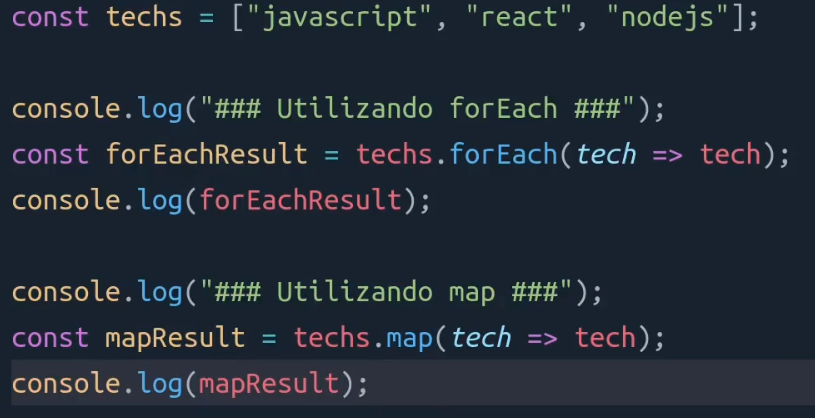 const techs = ["javascript", "react", "nodejs"];
console.log("### Utilizando forEach ###");
const forEachResult = techs.forEach(tech => tech);
console.log(forEachResult);
console.log("### Utilizando map ###");
const mapResult = techs.map(tech => tech);
console.log(mapResult);